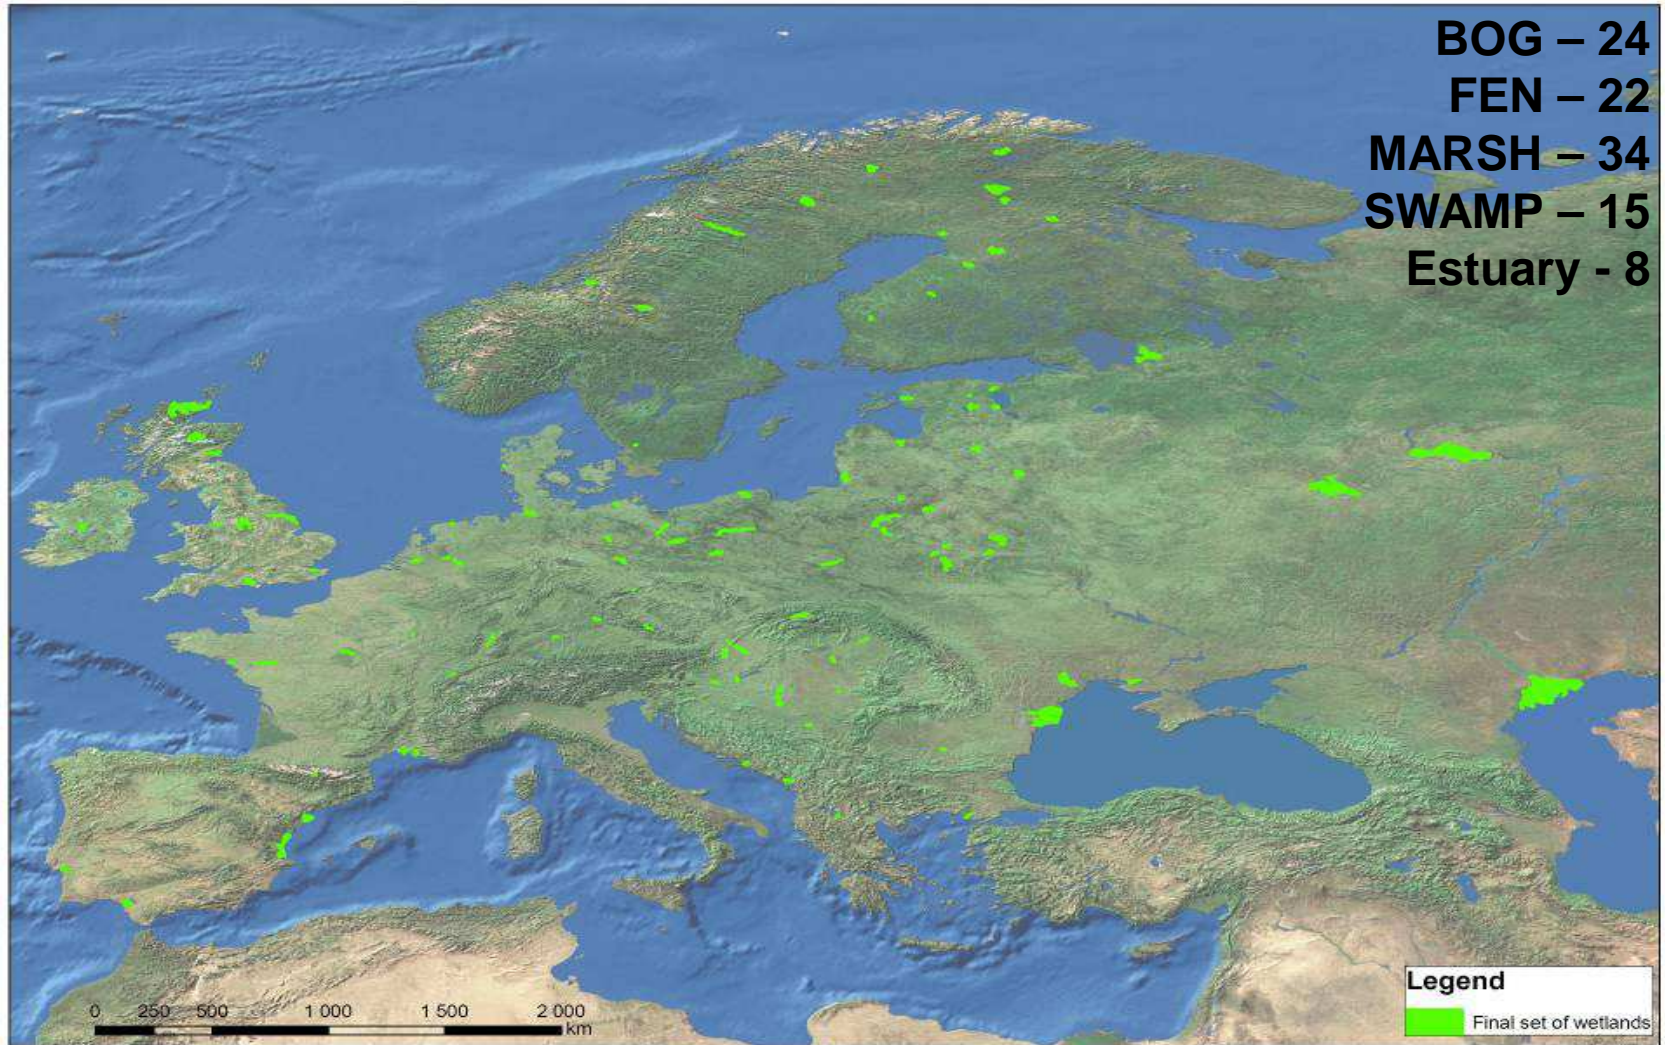 BOG – 24
FEN – 22
MARSH – 34
SWAMP – 15
Estuary - 8
Legend
Final set of wetlands
0 250 500 1 000 1 500 2 000
km